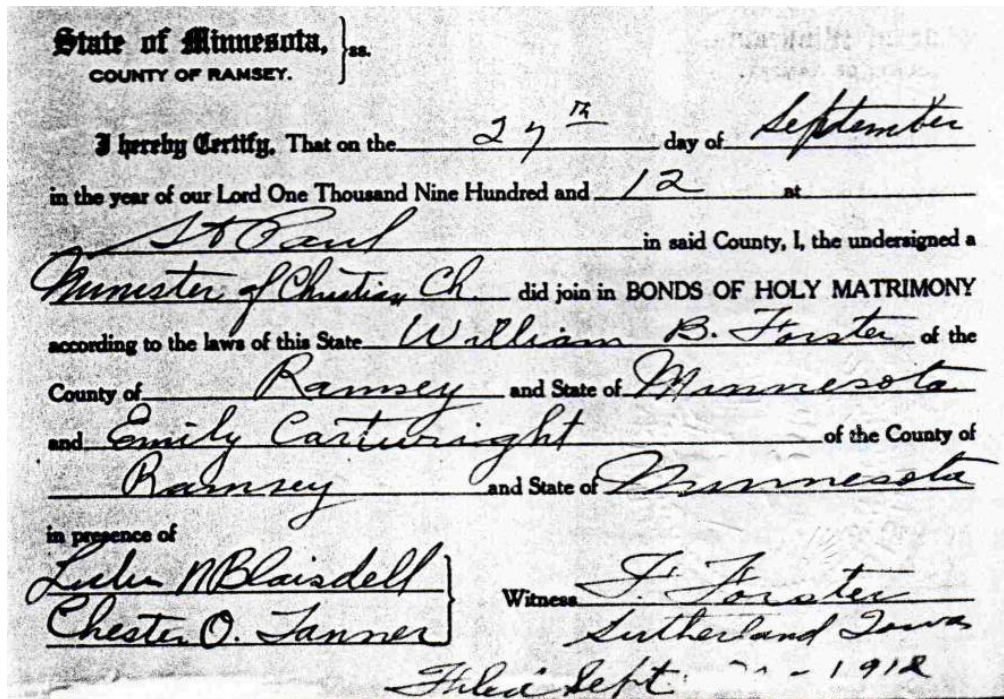 State of Minnesota, } ss.
COUNTY OF RAMSEY.
I hereby Certify, That on the 27th day of September
in the year of our Lord One Thousand Nine Hundred and 12 at
St Paul in said County, I, the undersigned a
Minister of Christian Ch. did join in BONDS OF HOLY MATRIMONY
according to the laws of this State William B. Forster of the
County of Ramsey and State of Minnesota
and Emily Cartwright of the County of
Ramsey and State of Minnesota
in presence of
N Blaisdell
Chester O. Tanner
Witness F. Forster
Sutherland Iowa
Filed Sept - 1912